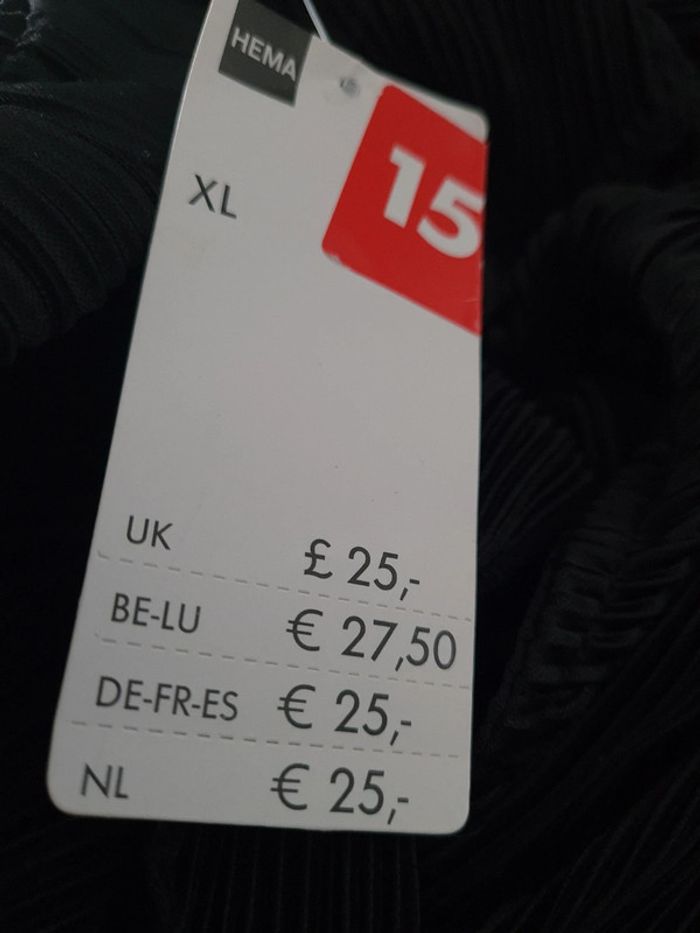 HEMA
15
XL
UK £ 25,-
BE-LU € 27,50
DE-FR-ES € 25,-
NL € 25,-